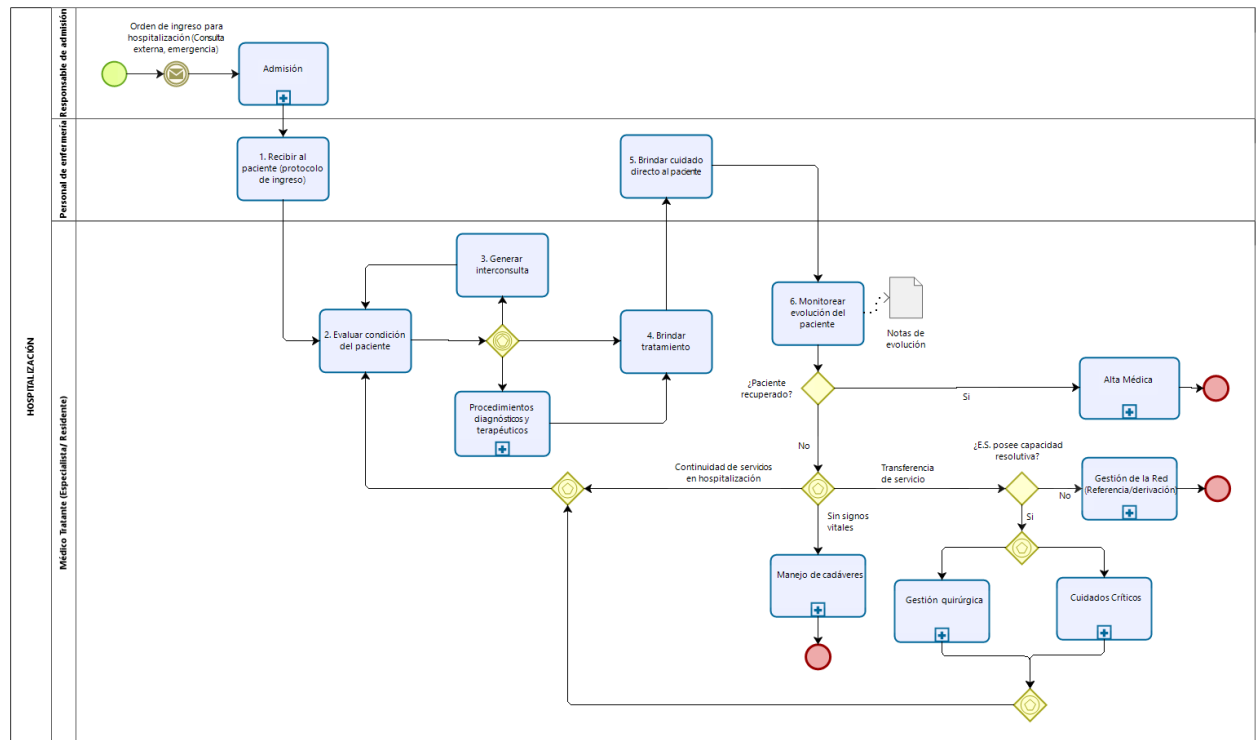 HOSPITALIZACIÓN
Responsable de admisión
Orden de ingreso para
hospitalización (Consulta
externa, emergencia)
Admisión
Personal de enfermería
1. Recibir al
paciente (protocolo
de ingreso)
5. Brindar cuidado
directo al paciente
Médico Tratante (Especialista/ Residente)
3. Generar
interconsulta
2. Evaluar condición
del paciente
4. Brindar
tratamiento
Procedimientos
diagnósticos y
terapéuticos
6. Monitorear
evolución del
paciente
Notas de
evolución
¿Paciente
recuperado?
Si
Alta Médica
No
Continuidad de servidos
en hospitalización
Transferencia
de servicio
¿E.S. posee capacidad
resolutiva?
No
Gestión de la Red
(Referencia/derivación)
Si
Sin signos
vitales
Manejo de cadáveres
Gestión quirúrgica
Cuidados Críticos